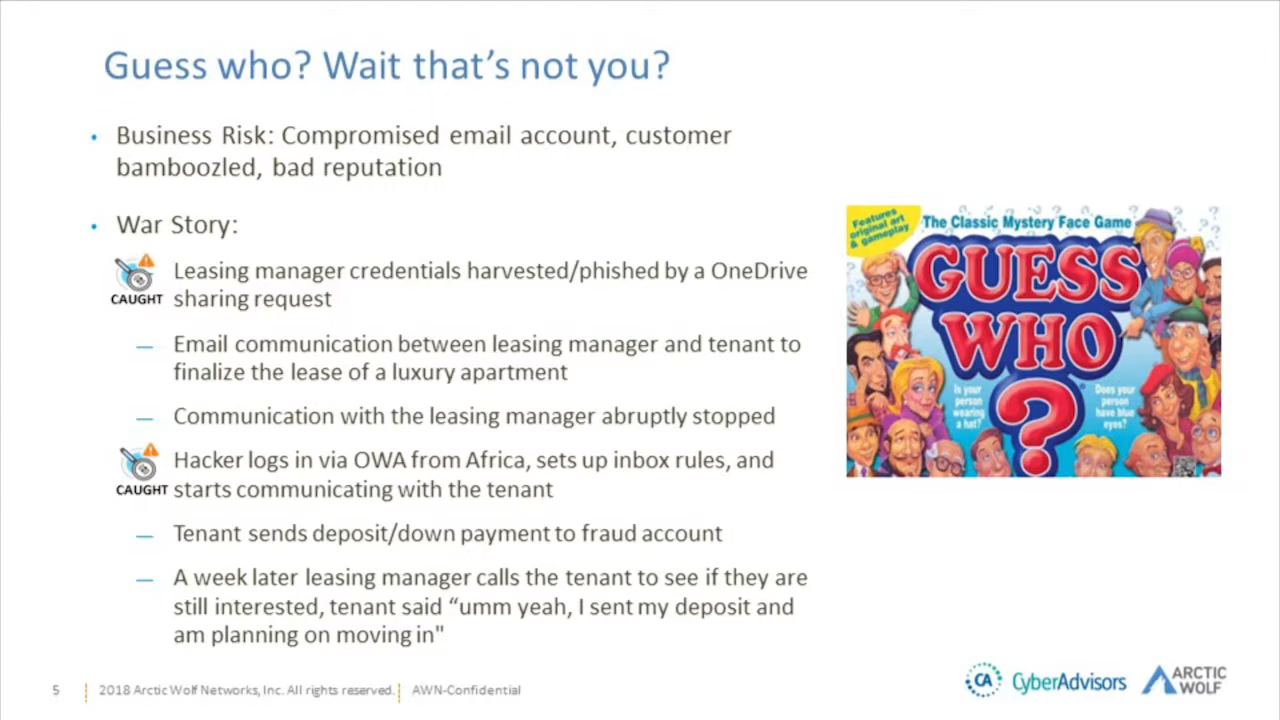 Guess who? Wait that's not you?
• Business Risk: Compromised email account, customer
bamboozled, bad reputation
• War Story:
CAUGHT
Leasing manager credentials harvested/phished by a OneDrive
sharing request
— Email communication between leasing manager and tenant to
finalize the lease of a luxury apartment
— Communication with the leasing manager abruptly stopped
CAUGHT
Hacker logs in via OWA from Africa, sets up inbox rules, and
starts communicating with the tenant
— Tenant sends deposit/down payment to fraud account
— A week later leasing manager calls the tenant to see if they are
still interested, tenant said “umm yeah, I sent my deposit and
am planning on moving in"
Features
original art
& gameplay
The Classic Mystery Face Game
GUESS
WHO
?
Is your
person
wearing
a hat?
Does your
person
have blue
eyes?
5
2018 Arctic Wolf Networks, Inc. All rights reserved.
AWN-Confidential
CA
CyberAdvisors
ARCTIC
WOLF